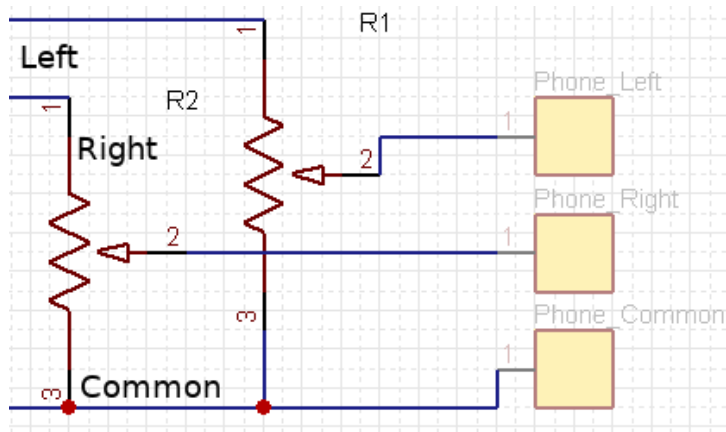 R1
1
Left
Phone_Left
R2
1
1
Right
2
Phone_Right
2
1
Phone_Common
3
1
Common
3